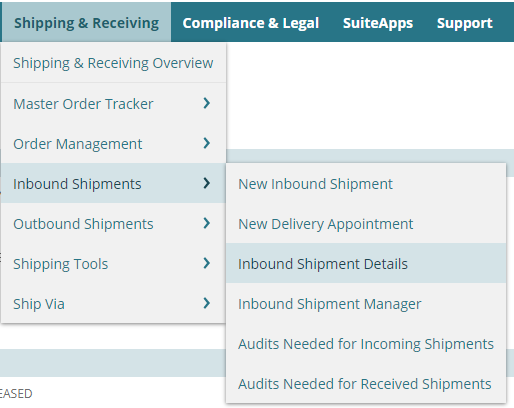 Shipping & Receiving Compliance & Legal SuiteApps Support
Shipping & Receiving Overview
Master Order Tracker
Order Management
Inbound Shipments
Outbound Shipments
Shipping Tools
Ship Via
New Inbound Shipment
New Delivery Appointment
Inbound Shipment Details
Inbound Shipment Manager
Audits Needed for Incoming Shipments
Audits Needed for Received Shipments
EASED